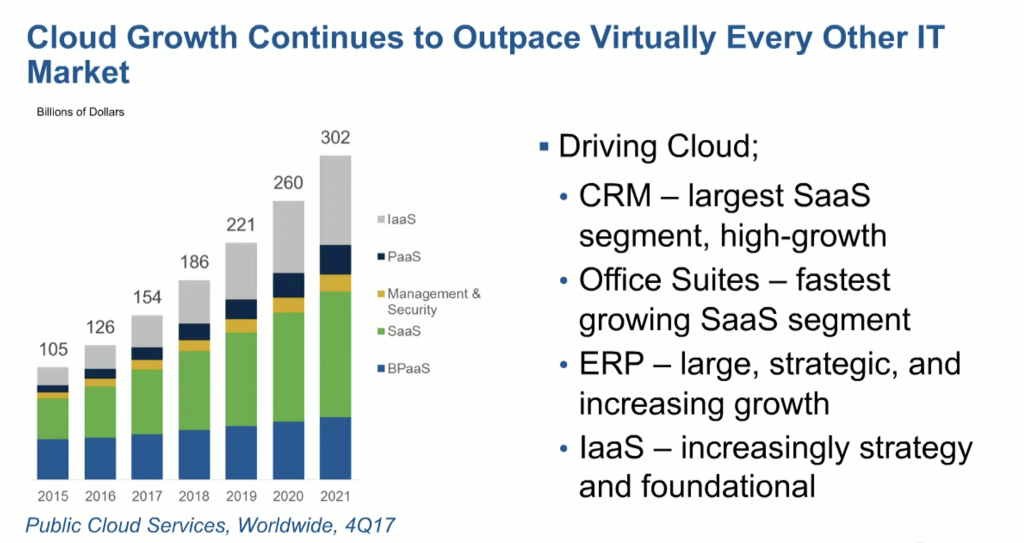 Cloud Growth Continues to Outpace Virtually Every Other IT
Market
Billions of Dollars
105
126
154
186
221
260
302
IaaS
PaaS
Management &
Security
SaaS
BPaaS
2015 2016 2017 2018 2019 2020 2021
Public Cloud Services, Worldwide, 4Q17
▪ Driving Cloud;
• CRM – largest SaaS
segment, high-growth
• Office Suites – fastest
growing SaaS segment
• ERP – large, strategic, and
increasing growth
• IaaS – increasingly strategy
and foundational